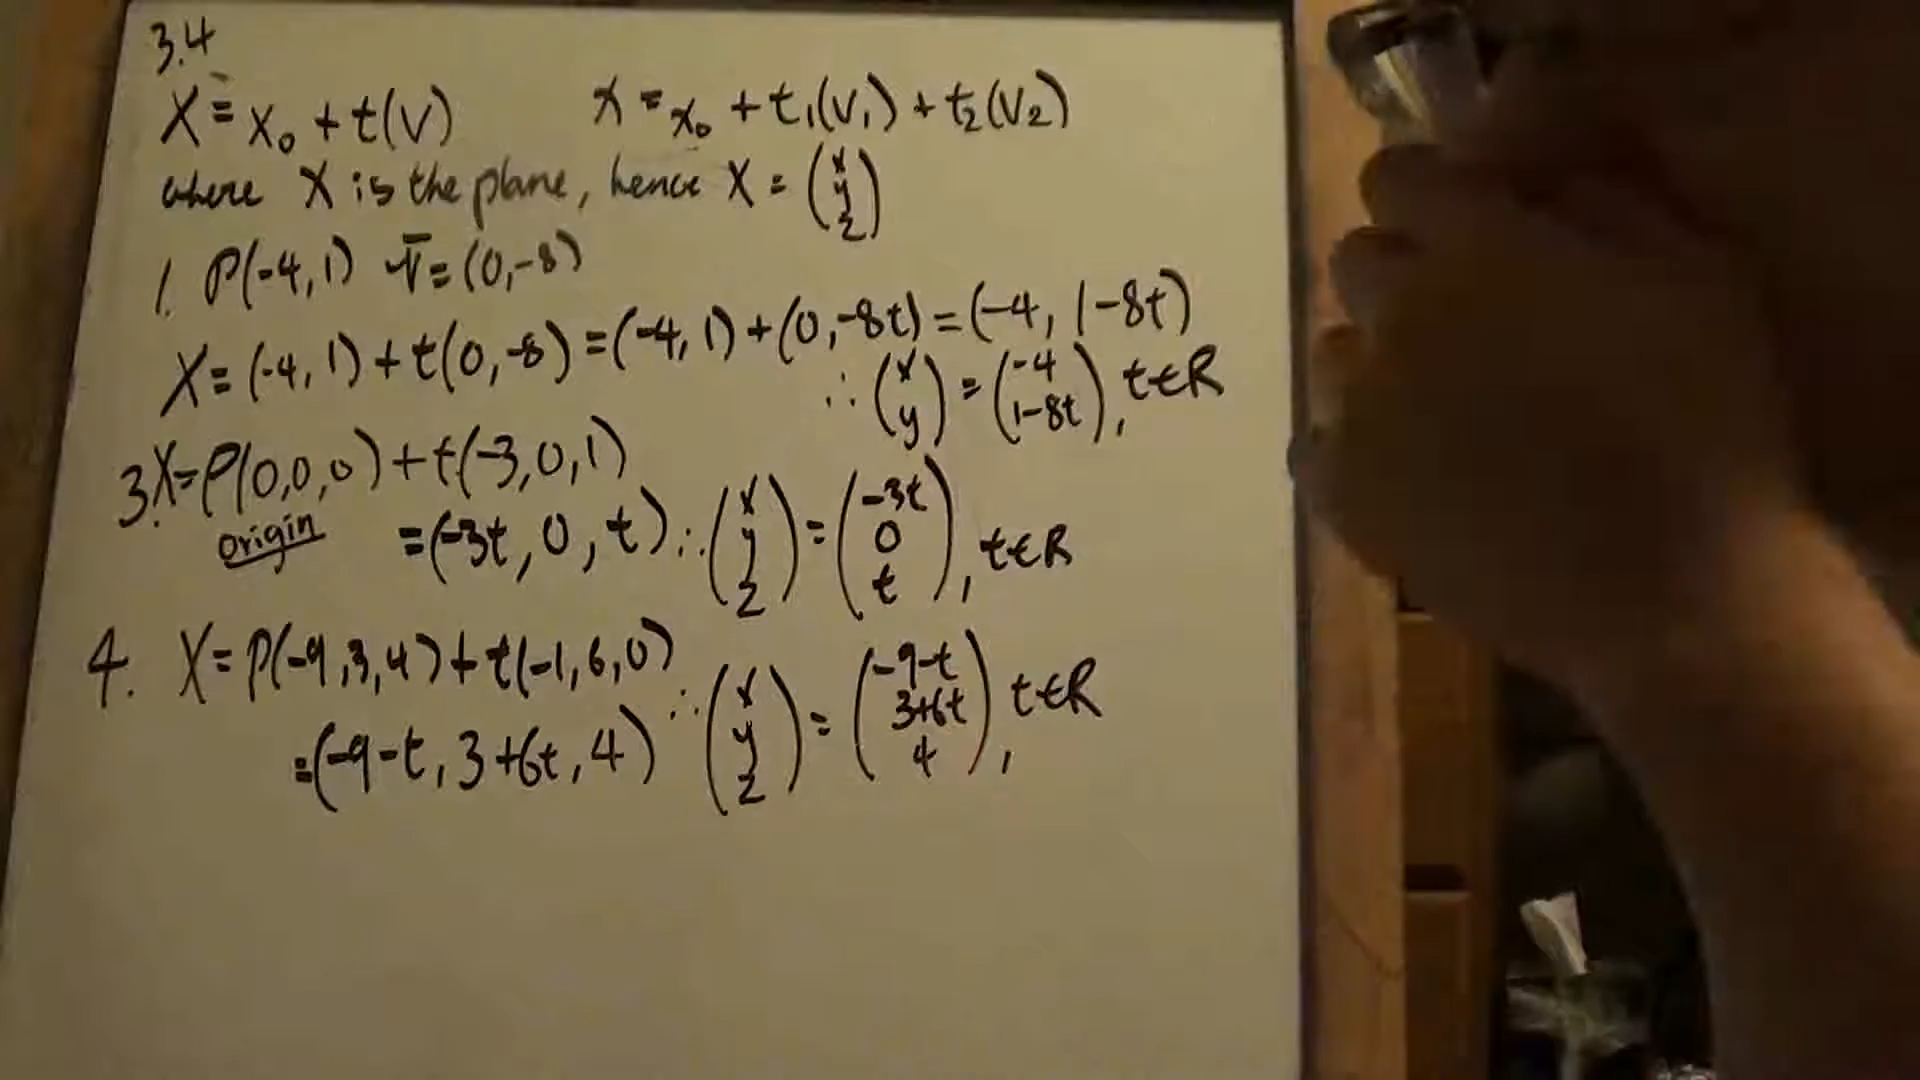 3.4
X = x₀ + t(v)    x = x₀ + t₁(v₁) + t₂(v₂)
where X is the plane, hence X = (x y z)
1. P(-4,1) v̄ = (0,-8)
X = (-4,1) + t(0,-8) = (-4,1) + (0,-8t) = (-4, 1-8t)
∴ (x y) = (-4 1-8t), t∈R
3. X = P(0,0,0) + t(-3,0,1)
origin = (-3t, 0, t) ∴ (x y z) = (-3t 0 t), t∈R
4. X = P(-9,3,4) + t(-1,6,0)
= (-9-t, 3+6t, 4) ∴ (x y z) = (-9-t 3+6t 4), t∈R